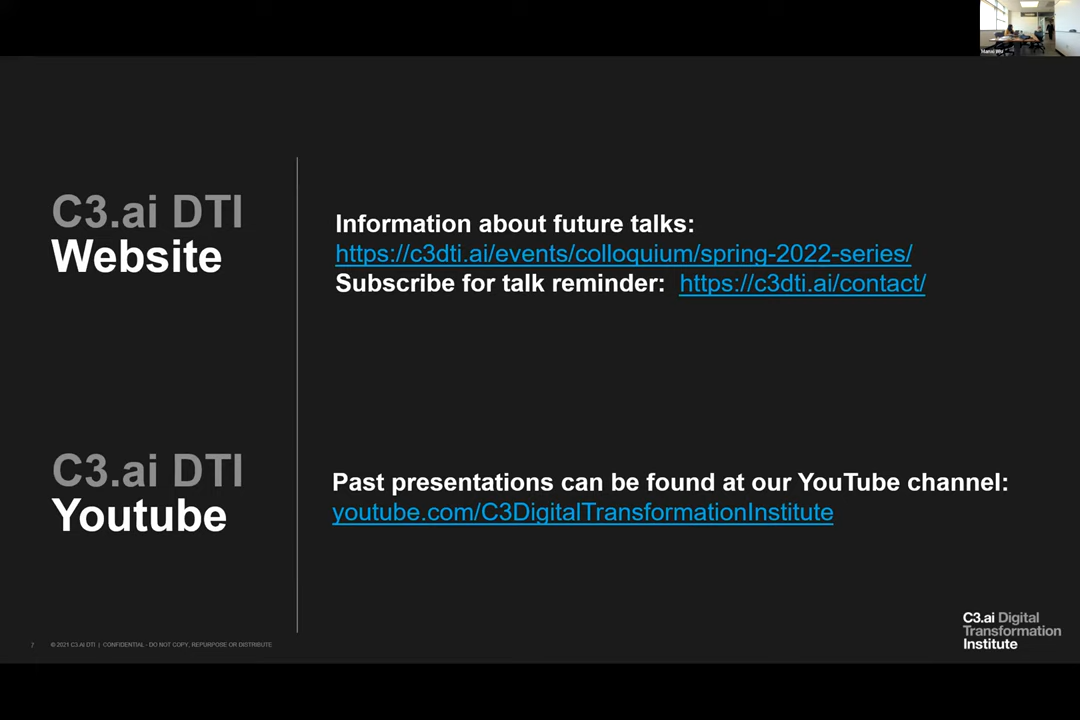 C3.ai DTI
Website
Information about future talks:
https://c3dti.ai/events/colloquium/spring-2022-series/
Subscribe for talk reminder: https://c3dti.ai/contact/
C3.ai DTI
Youtube
Past presentations can be found at our YouTube channel:
youtube.com/C3DigitalTransformationInstitute
7
© 2021 C3.AI DTI | CONFIDENTIAL - DO NOT COPY, REPURPOSE OR DISTRIBUTE
C3.ai Digital
Transformation
Institute